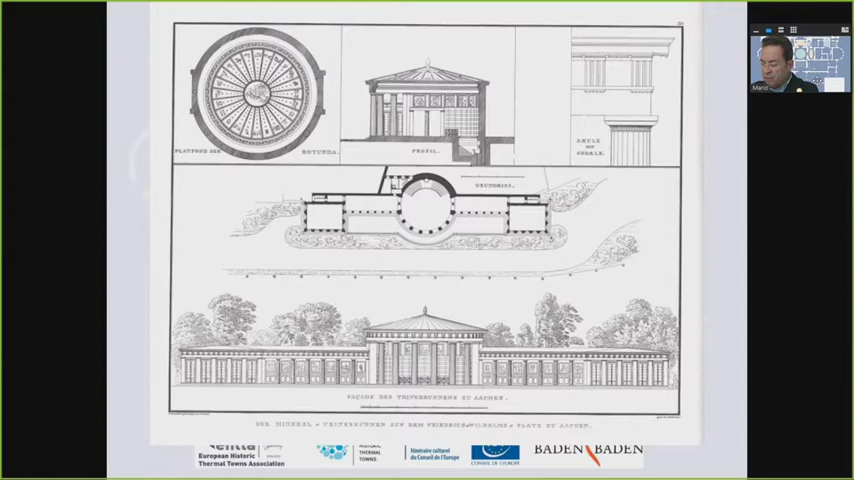 PLATFOND DER ROTUNDA.
PROFIL.
SÆULE
UND
GEBÆLK.
GRUNDRISS.
FAÇADE DES TRINKBRUNNENS ZU AACHEN.
DER MINERAL = TRINKBRUNNEN AUF DEM FRIEDRICH=WILHELMS = PLATZ ZU AACHEN.
Mario
European Historic
Thermal Towns Association
HISTORIC
THERMAL
TOWNS
Itinéraire culturel
du Conseil de l'Europe
CONSEIL DE L'EUROPE
BADEN BADEN